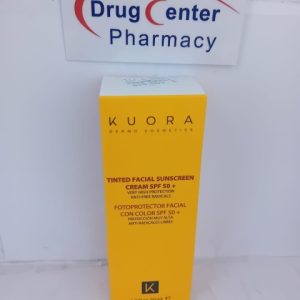 Drug Center
Pharmacy
KUORA
DERMO COSMETICS
TINTED FACIAL SUNSCREEN
CREAM SPF 50 +
VERY HIGH PROTECTION
ANTI-FREE RADICALS
FOTOPROTECTOR FACIAL
CON COLOR SPF 50 +
PROTECCIÓN MUY ALTA
ANTI-RADICALES LIBRES
K